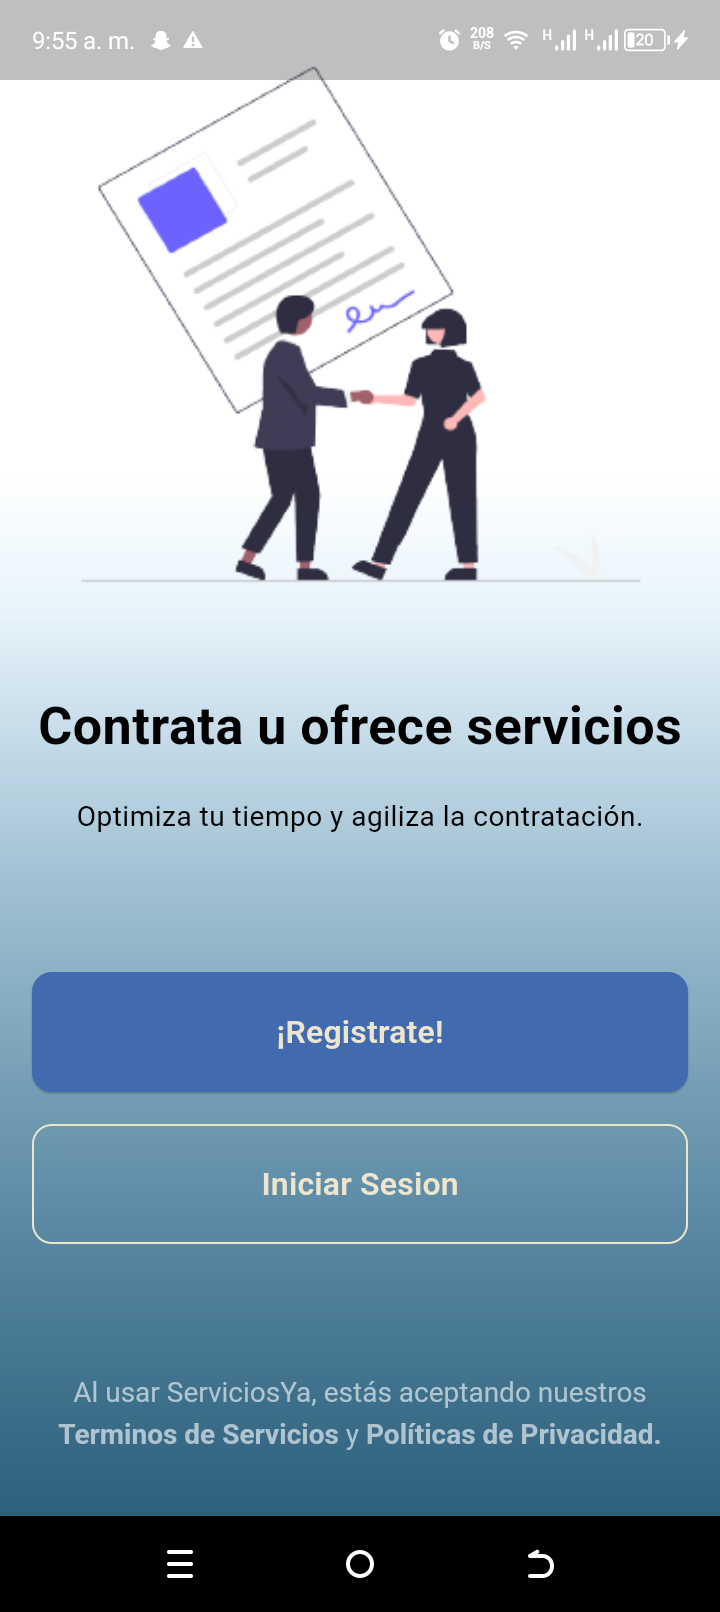 9:55 a. m.
208
B/S
H
H
20
Contrata u ofrece servicios
Optimiza tu tiempo y agiliza la contratación.
¡Registrate!
Iniciar Sesion
Al usar ServiciosYa, estás aceptando nuestros
Terminos de Servicios y Políticas de Privacidad.